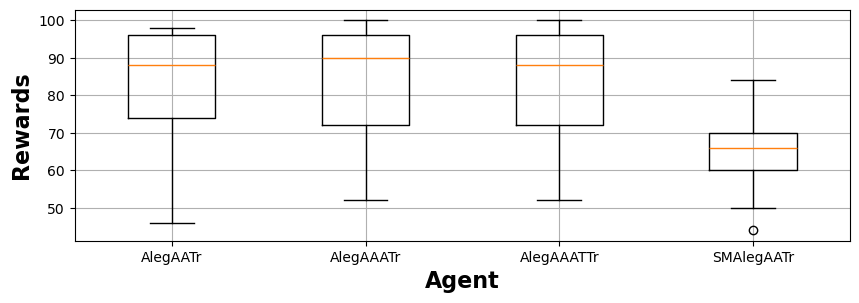 100
90
80
70
60
50
Rewards
AlegAATr
AlegAAATr
AlegAAATTr
SMAlegAATr
Agent